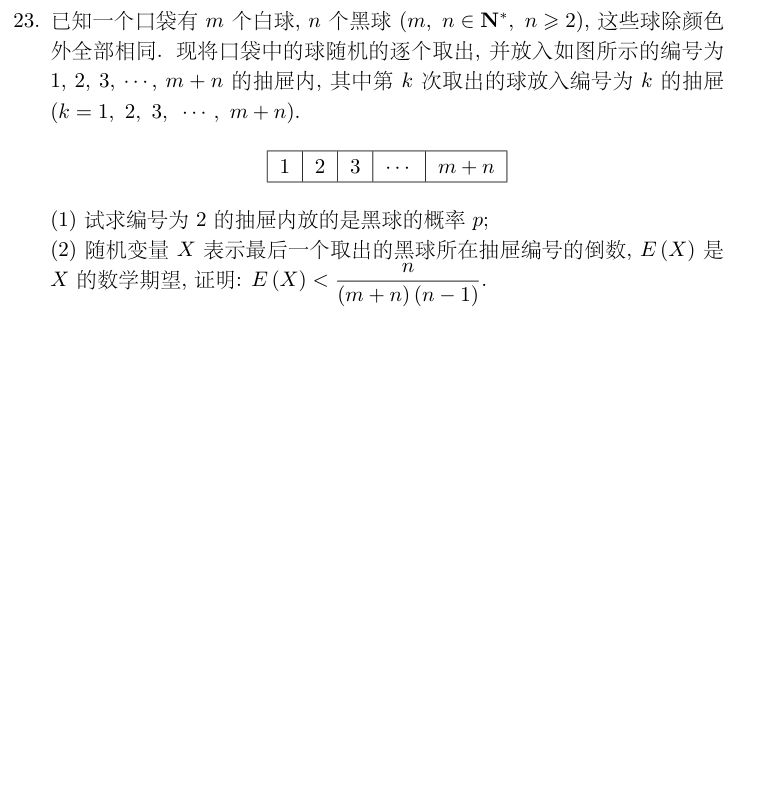 23. 已知一个口袋有 m 个白球, n 个黑球 (m, n ∈ N*, n ⩾ 2), 这些球除颜色
外全部相同. 现将口袋中的球随机的逐个取出, 并放入如图所示的编号为
1, 2, 3, ⋯, m + n 的抽屉内, 其中第 k 次取出的球放入编号为 k 的抽屉
(k = 1, 2, 3, ⋯, m + n).
1 2 3 ⋯ m + n
(1) 试求编号为 2 的抽屉内放的是黑球的概率 p;
(2) 随机变量 X 表示最后一个取出的黑球所在抽屉编号的倒数, E (X) 是
X 的数学期望, 证明: E (X) < n / (m + n) (n − 1).